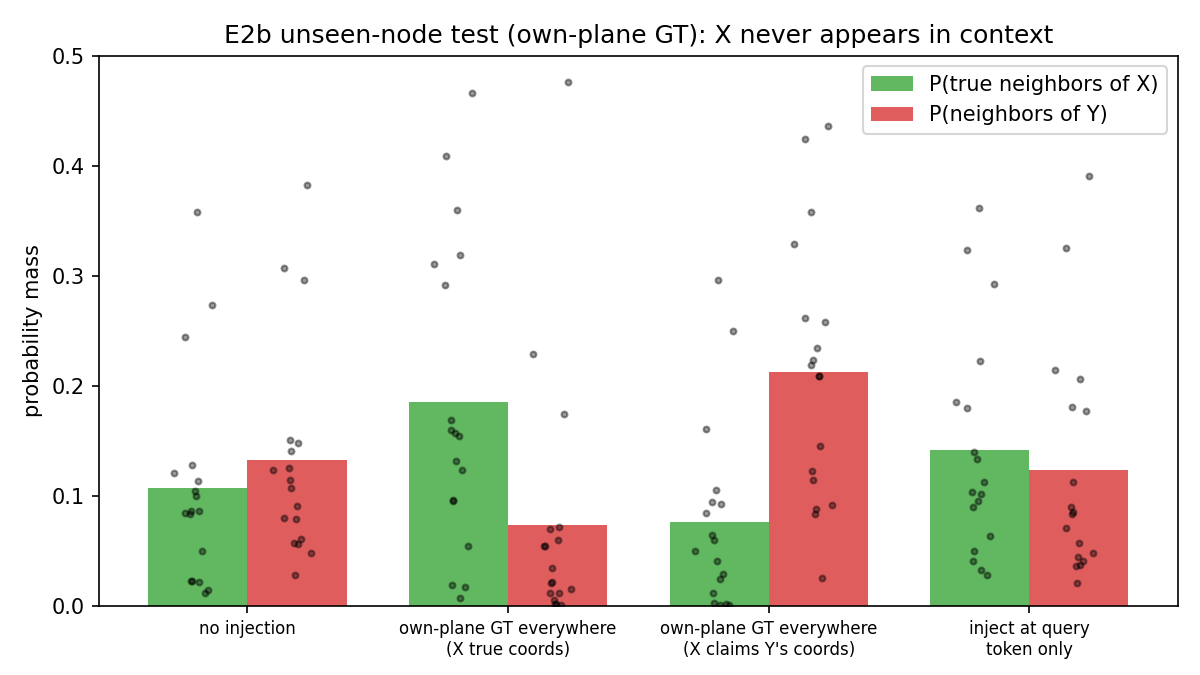 E2b unseen-node test (own-plane GT): X never appears in context
P(true neighbors of X)
P(neighbors of Y)
probability mass
0.5
0.4
0.3
0.2
0.1
0.0
no injection
own-plane GT everywhere
(X true coords)
own-plane GT everywhere
(X claims Y's coords)
inject at query
token only